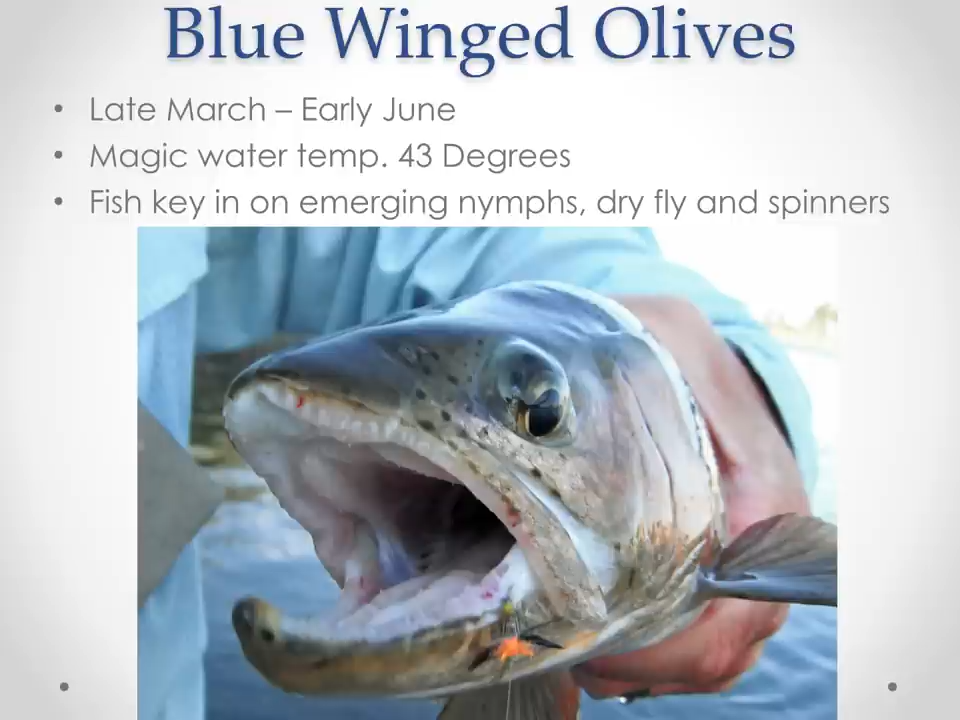 Blue Winged Olives
• Late March – Early June
• Magic water temp. 43 Degrees
• Fish key in on emerging nymphs, dry fly and spinners